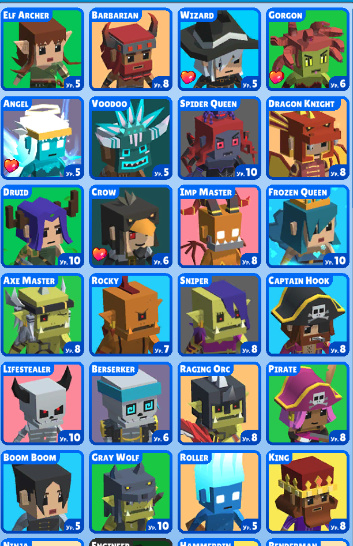 Elf Archer
Ур. 5
Barbarian
Ур. 8
Wizard
Ур. 5
Gorgon
Ур. 6
Angel
Ур. 5
Voodoo
Ур. 5
Spider Queen
Ур. 10
Dragon Knight
Ур. 8
Druid
Ур. 10
Crow
Ур. 6
Imp Master
Ур. 8
Frozen Queen
Ур. 10
Axe Master
Ур. 8
Rocky
Ур. 7
Sniper
Ур. 8
Captain Hook
Ур. 8
Lifestealer
Ур. 10
Berserker
Ур. 6
Raging Orc
Ур. 8
Pirate
Ур. 8
Boom Boom
Ур. 5
Gray Wolf
Ур. 10
Roller
Ур. 5
King
Ур. 8